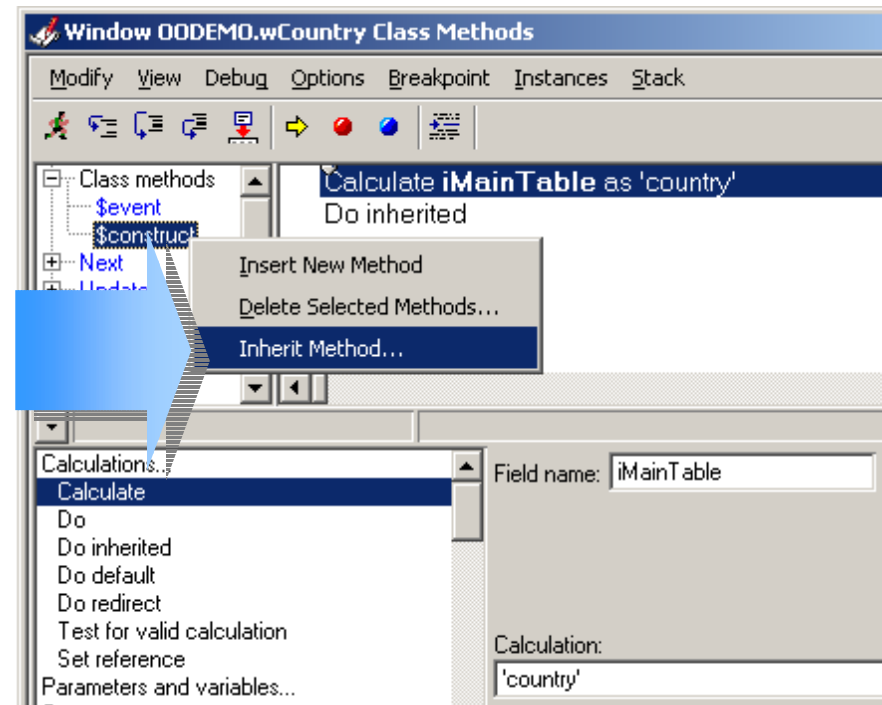 Window OODEMO.wCountry Class Methods
Modify View Debug Options Breakpoint Instances Stack
Class methods
$event
$construct
Next
Calculate iMainTable as 'country'
Do inherited
Insert New Method
Delete Selected Methods...
Inherit Method...
Calculations...
Calculate
Do
Do inherited
Do default
Do redirect
Test for valid calculation
Set reference
Parameters and variables...
Field name: iMainTable
Calculation:
'country'